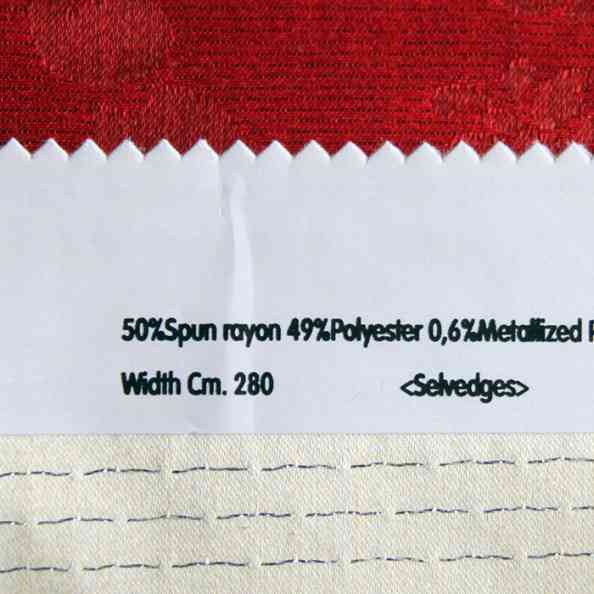 50%Spun rayon 49%Polyester 0,6%Metallized
Width Cm. 280 <Selvedges>